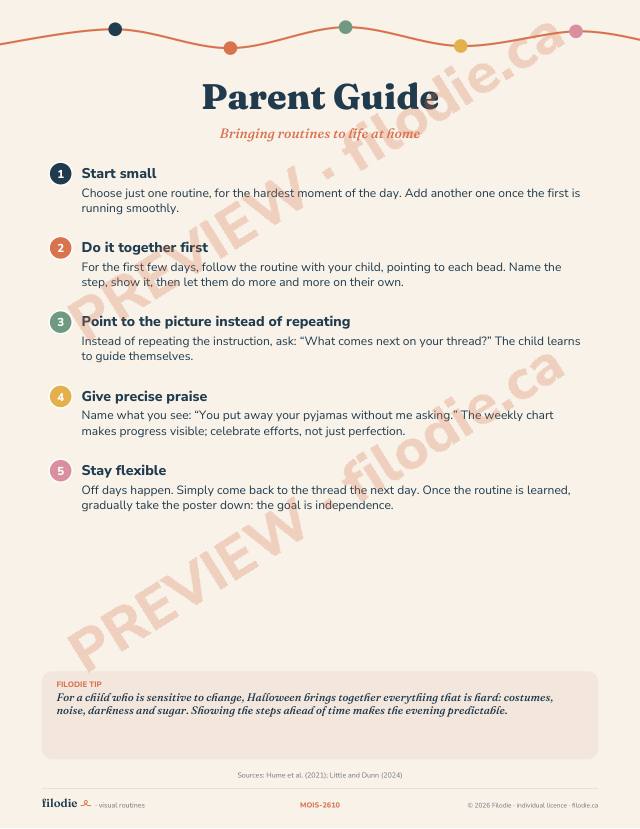 Parent Guide
Bringing routines to life at home
1 Start small
Choose just one routine, for the hardest moment of the day. Add another one once the first is
running smoothly.
2 Do it together first
For the first few days, follow the routine with your child, pointing to each bead. Name the
step, show it, then let them do more and more on their own.
3 Point to the picture instead of repeating
Instead of repeating the instruction, ask: “What comes next on your thread?” The child learns
to guide themselves.
4 Give precise praise
Name what you see: “You put away your pyjamas without me asking.” The weekly chart
makes progress visible; celebrate efforts, not just perfection.
5 Stay flexible
Off days happen. Simply come back to the thread the next day. Once the routine is learned,
gradually take the poster down: the goal is independence.
PREVIEW · filodie.ca
PREVIEW · filodie.ca
FILODIE TIP
For a child who is sensitive to change, Halloween brings together everything that is hard: costumes,
noise, darkness and sugar. Showing the steps ahead of time makes the evening predictable.
Sources: Hume et al. (2021); Little and Dunn (2024)
filodie · visual routines
MOIS-2610
© 2026 Filodie · individual licence · filodie.ca